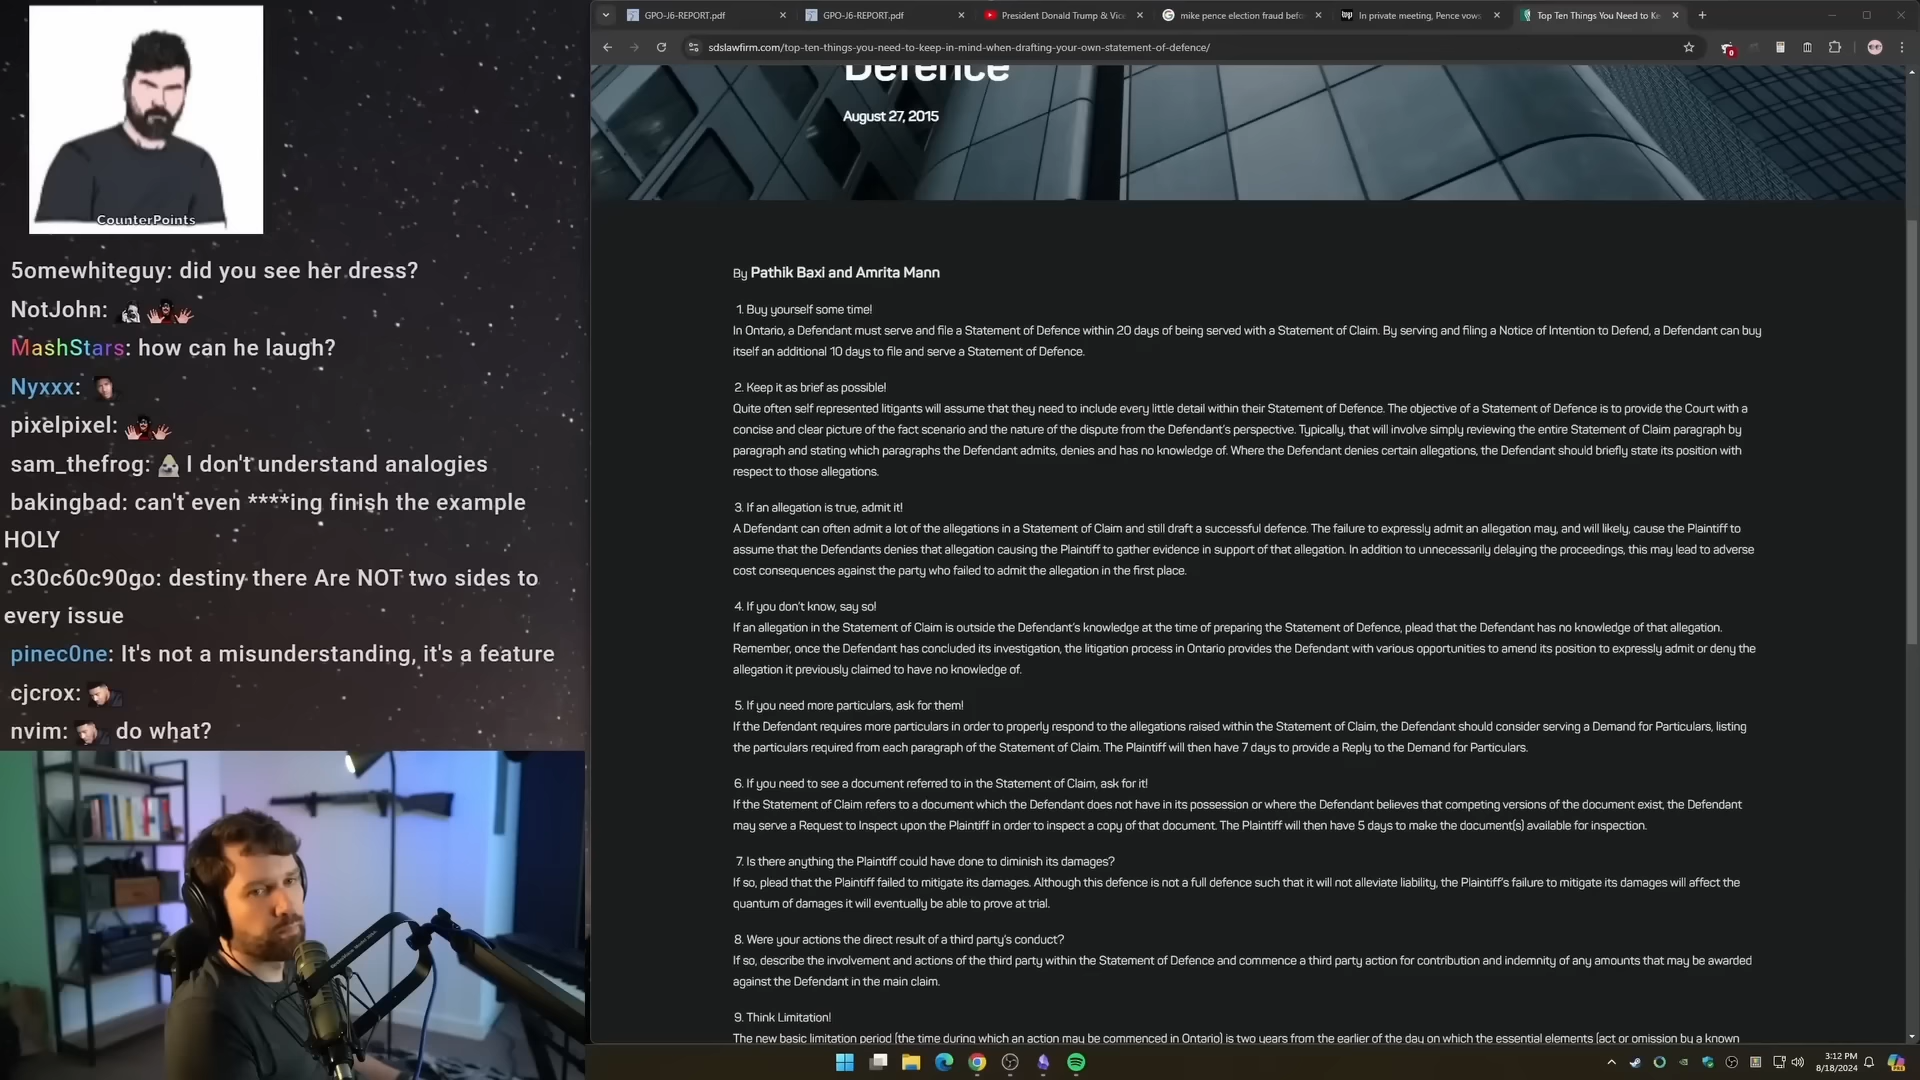 GPO-J6-REPORT.pdf
GPO-J6-REPORT.pdf
President Donald Trump & Vice
mike pence election fraud befo
In private meeting, Pence vows
Top Ten Things You Need to Ke
sdslawfirm.com/top-ten-things-you-need-to-keep-in-mind-when-drafting-your-own-statement-of-defence/
Defence
August 27, 2015
CounterPoints
5omewhiteguy: did you see her dress?
NotJohn:
MashStars: how can he laugh?
Nyxxx:
pixelpixel:
sam_thefrog: I don't understand analogies
bakingbad: can't even ****ing finish the example
HOLY
c30c60c90go: destiny there Are NOT two sides to
every issue
pinec0ne: It's not a misunderstanding, it's a feature
cjcrox:
nvim: do what?
By Pathik Baxi and Amrita Mann
1. Buy yourself some time!
In Ontario, a Defendant must serve and file a Statement of Defence within 20 days of being served with a Statement of Claim. By serving and filing a Notice of Intention to Defend, a Defendant can buy
itself an additional 10 days to file and serve a Statement of Defence.
2. Keep it as brief as possible!
Quite often self represented litigants will assume that they need to include every little detail within their Statement of Defence. The objective of a Statement of Defence is to provide the Court with a
concise and clear picture of the fact scenario and the nature of the dispute from the Defendant's perspective. Typically, that will involve simply reviewing the entire Statement of Claim paragraph by
paragraph and stating which paragraphs the Defendant admits, denies and has no knowledge of. Where the Defendant denies certain allegations, the Defendant should briefly state its position with
respect to those allegations.
3. If an allegation is true, admit it!
A Defendant can often admit a lot of the allegations in a Statement of Claim and still draft a successful defence. The failure to expressly admit an allegation may, and will likely, cause the Plaintiff to
assume that the Defendants denies that allegation causing the Plaintiff to gather evidence in support of that allegation. In addition to unnecessarily delaying the proceedings, this may lead to adverse
cost consequences against the party who failed to admit the allegation in the first place.
4. If you don't know, say so!
If an allegation in the Statement of Claim is outside the Defendant's knowledge at the time of preparing the Statement of Defence, plead that the Defendant has no knowledge of that allegation.
Remember, once the Defendant has concluded its investigation, the litigation process in Ontario provides the Defendant with various opportunities to amend its position to expressly admit or deny the
allegation it previously claimed to have no knowledge of.
5. If you need more particulars, ask for them!
If the Defendant requires more particulars in order to properly respond to the allegations raised within the Statement of Claim, the Defendant should consider serving a Demand for Particulars, listing
the particulars required from each paragraph of the Statement of Claim. The Plaintiff will then have 7 days to provide a Reply to the Demand for Particulars.
6. If you need to see a document referred to in the Statement of Claim, ask for it!
If the Statement of Claim refers to a document which the Defendant does not have in its possession or where the Defendant believes that competing versions of the document exist, the Defendant
may serve a Request to Inspect upon the Plaintiff in order to inspect a copy of that document. The Plaintiff will then have 5 days to make the document(s) available for inspection.
7. Is there anything the Plaintiff could have done to diminish its damages?
If so, plead that the Plaintiff failed to mitigate its damages. Although this defence is not a full defence such that it will not alleviate liability, the Plaintiff's failure to mitigate its damages will affect the
quantum of damages it will eventually be able to prove at trial.
8. Were your actions the direct result of a third party's conduct?
If so, describe the involvement and actions of the third party within the Statement of Defence and commence a third party action for contribution and indemnity of any amounts that may be awarded
against the Defendant in the main claim.
9. Think Limitation!
The new basic limitation period (the time during which an action may be commenced in Ontario) is two years from the earlier of the day on which the essential elements (act or omission by a known
3:12 PM
8/18/2024